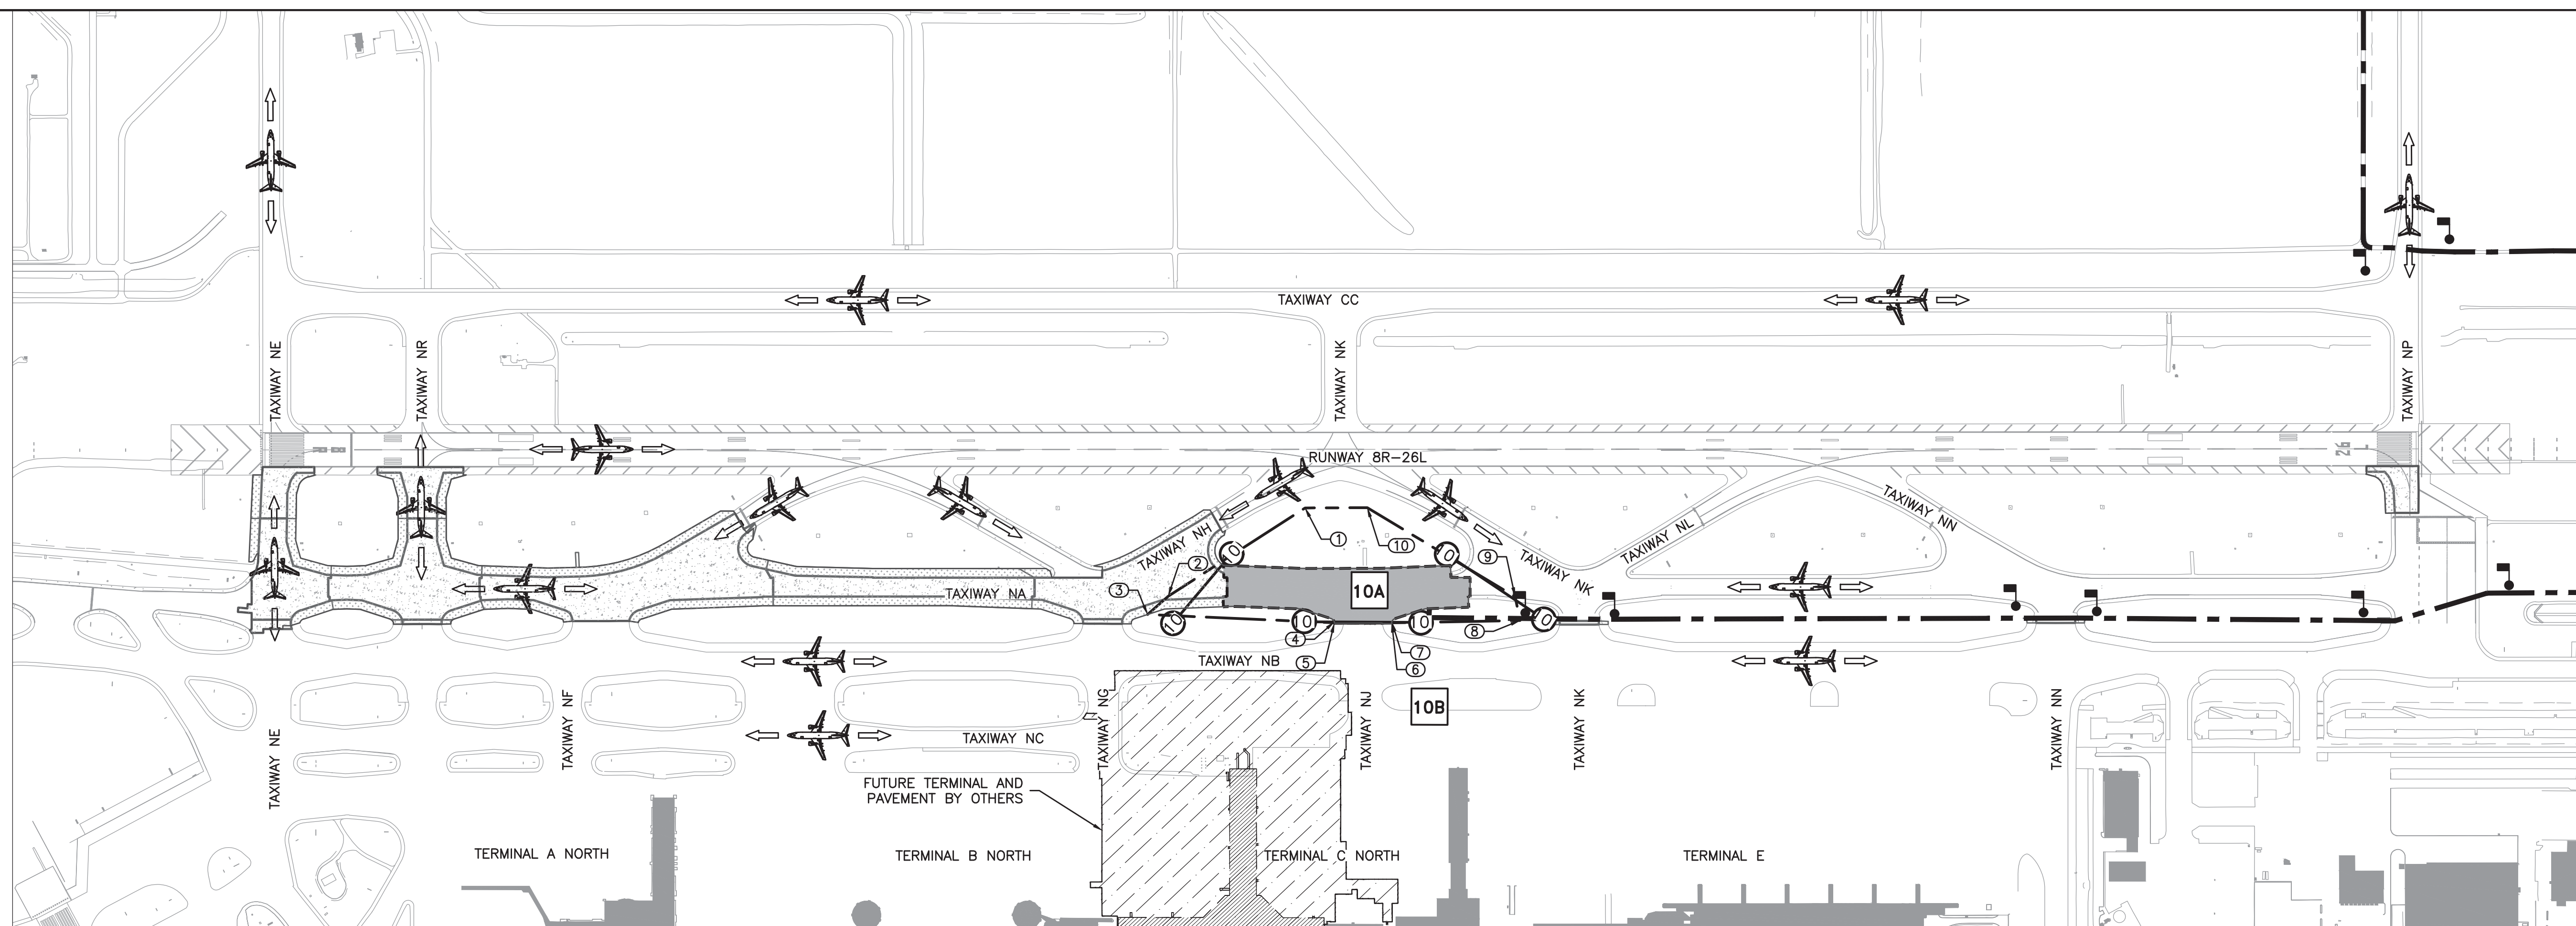 TAXIWAY CC
TAXIWAY NE
TAXIWAY NR
TAXIWAY NK
TAXIWAY NP
26
RUNWAY 8R-26L
TAXIWAY NN
TAXIWAY NL
TAXIWAY NH
TAXIWAY NK
1
10
2
3
9
10
10
10A
TAXIWAY NA
10
10
10
10
4
5
6
7
8
TAXIWAY NB
TAXIWAY NE
TAXIWAY NF
TAXIWAY NG
TAXIWAY NJ
10B
TAXIWAY NK
TAXIWAY NN
TAXIWAY NC
FUTURE TERMINAL AND
PAVEMENT BY OTHERS
TERMINAL A NORTH
TERMINAL B NORTH
TERMINAL C NORTH
TERMINAL E